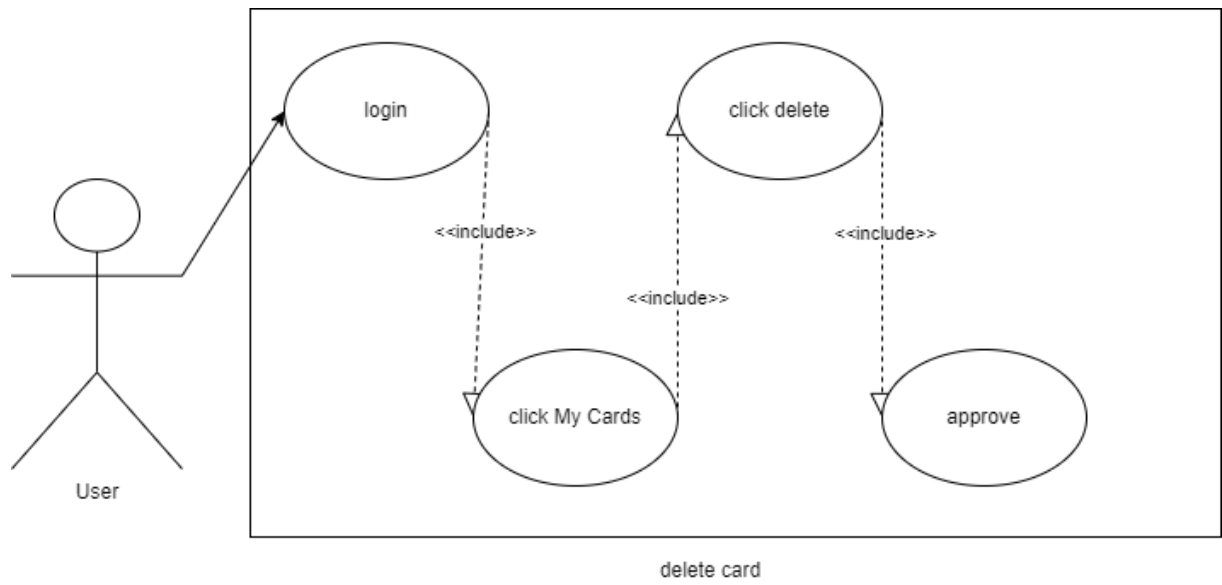 login
click delete
<<include>>
<<include>>
<<include>>
click My Cards
approve
User
delete card